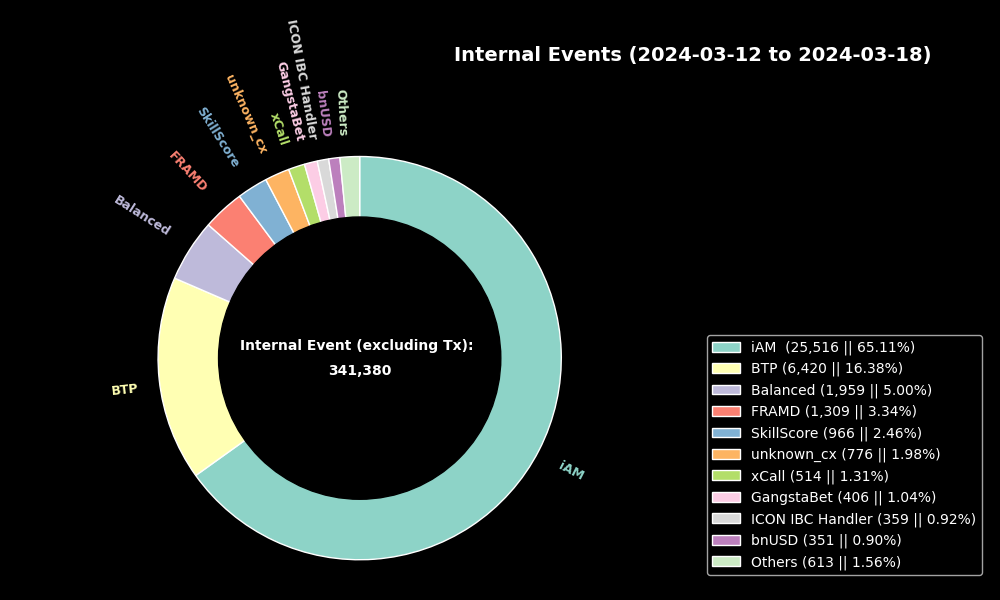 Internal Events (2024-03-12 to 2024-03-18)
ICON IBC Handler
GangstaBet
unknown_cx
bnUSD
Others
xCall
SkillScore
FRAMD
Balanced
BTP
iAM
Internal Event (excluding Tx):
341,380
iAM  (25,516 || 65.11%)
BTP (6,420 || 16.38%)
Balanced (1,959 || 5.00%)
FRAMD (1,309 || 3.34%)
SkillScore (966 || 2.46%)
unknown_cx (776 || 1.98%)
xCall (514 || 1.31%)
GangstaBet (406 || 1.04%)
ICON IBC Handler (359 || 0.92%)
bnUSD (351 || 0.90%)
Others (613 || 1.56%)